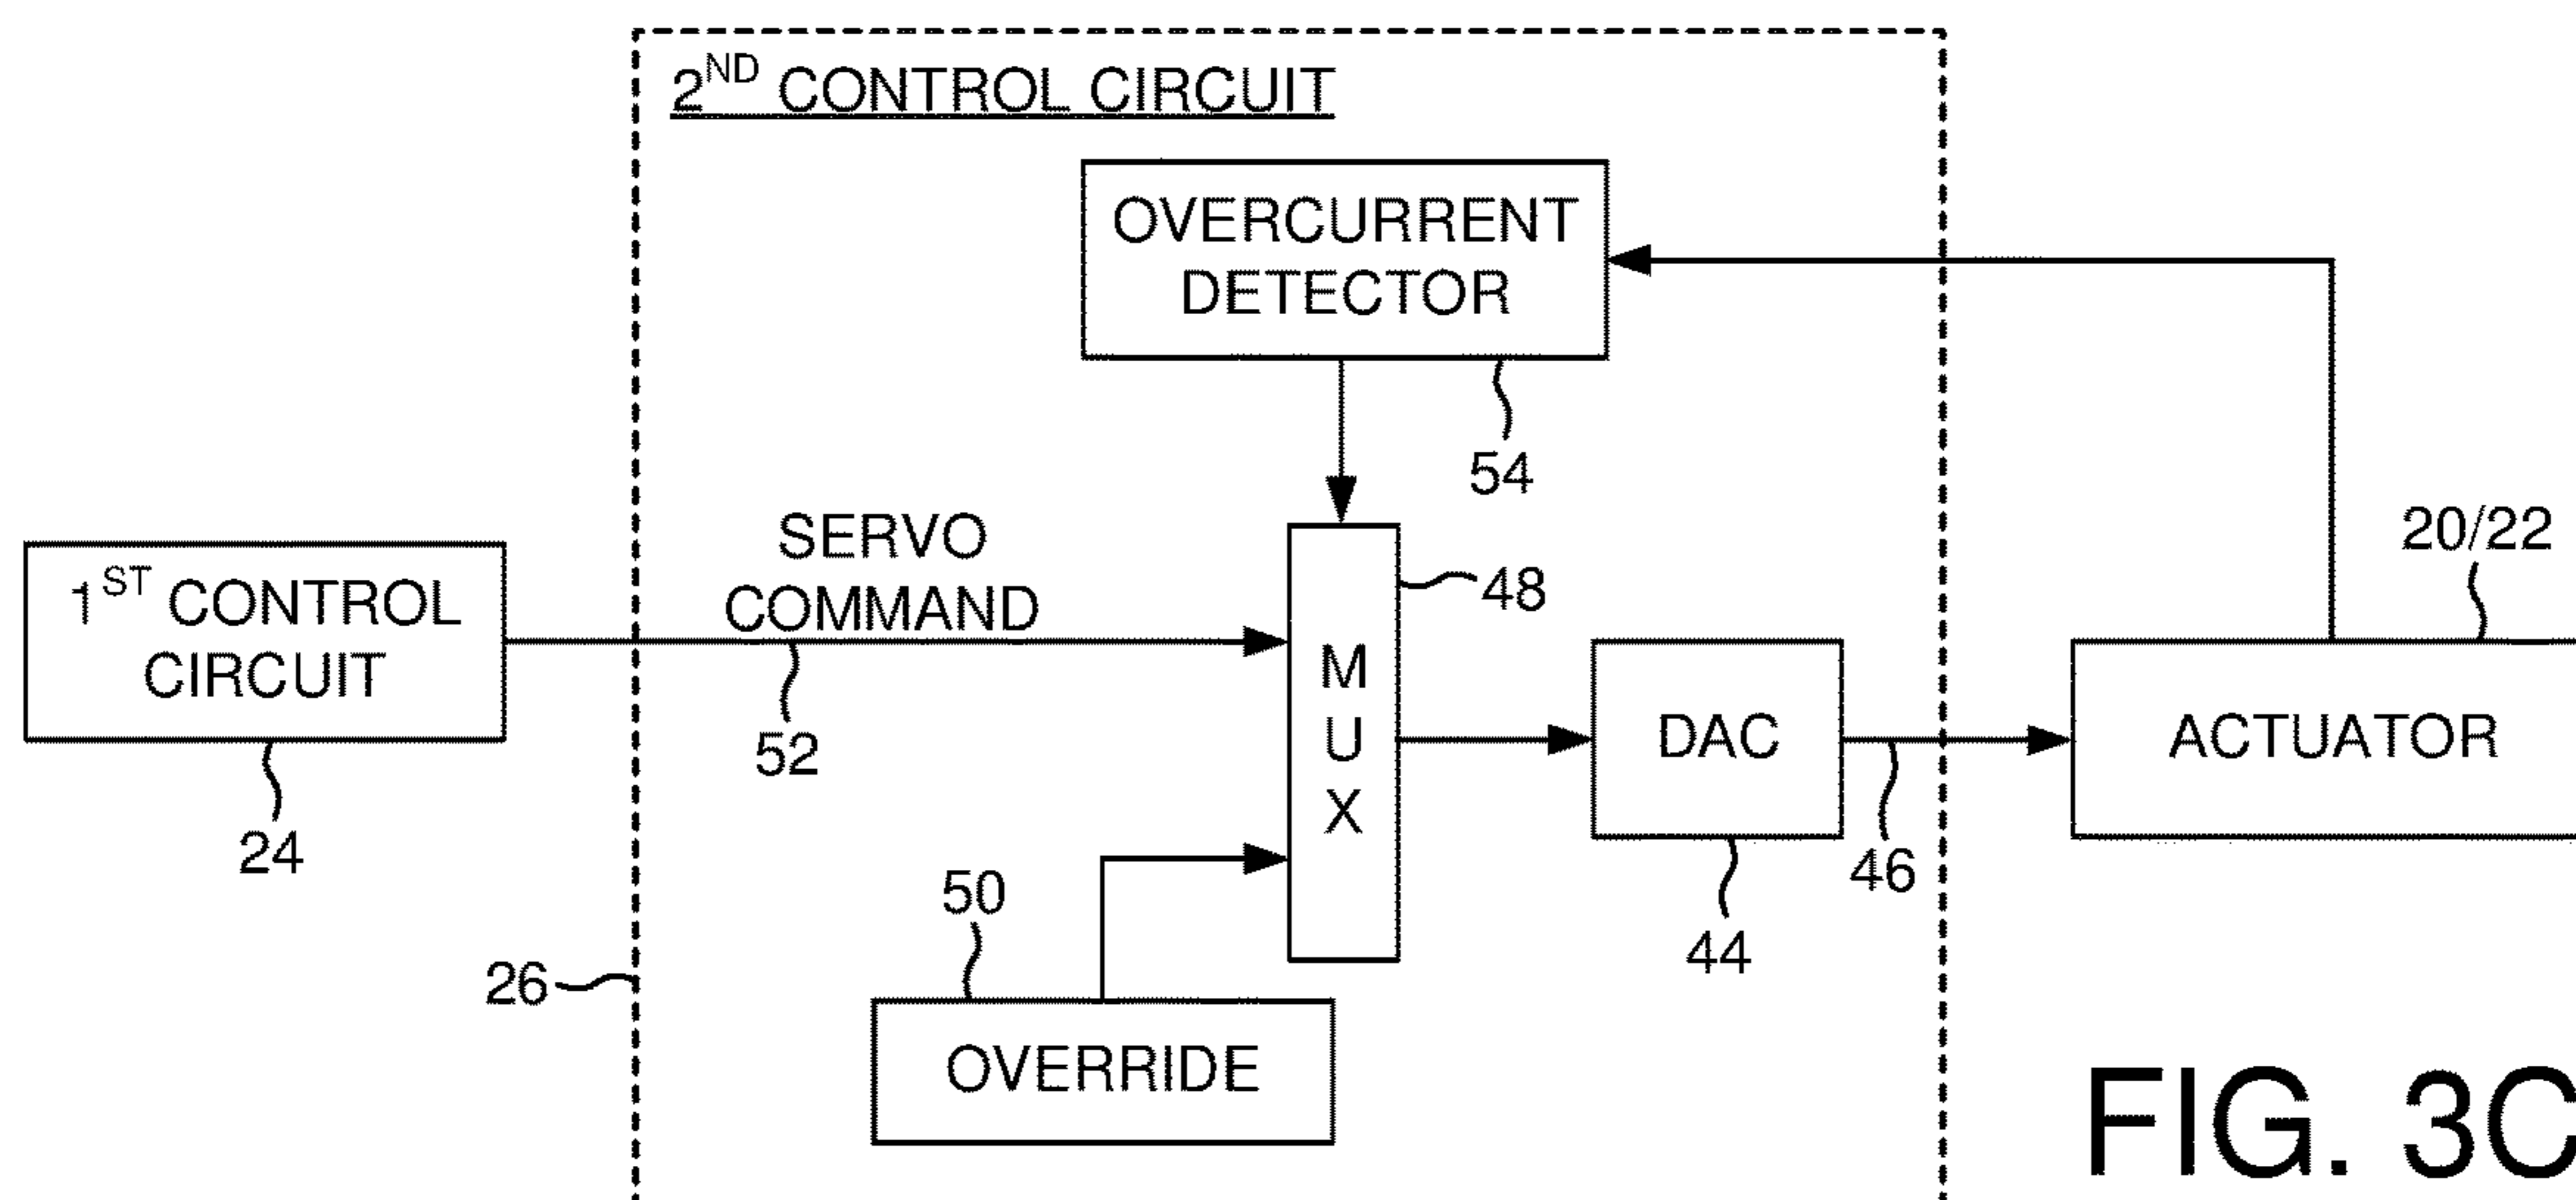 2ND CONTROL CIRCUIT
OVERCURRENT
DETECTOR
54
SERVO
COMMAND
52
1ST CONTROL
CIRCUIT
24
48
M
U
X
DAC
44
46
20/22
ACTUATOR
50
OVERRIDE
26
FIG. 3C